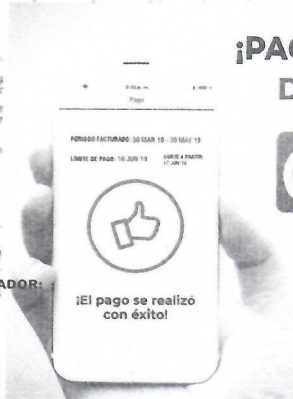 ¡PAG
D
Pago
PERIODO FACTURADO: 30 MAR 19 - 30 MAY 19
LÍMITE DE PAGO: 16 JUN 19 CORTE A PARTIR:
17 JUN 19
ADOR:
¡El pago se realizó
con éxito!